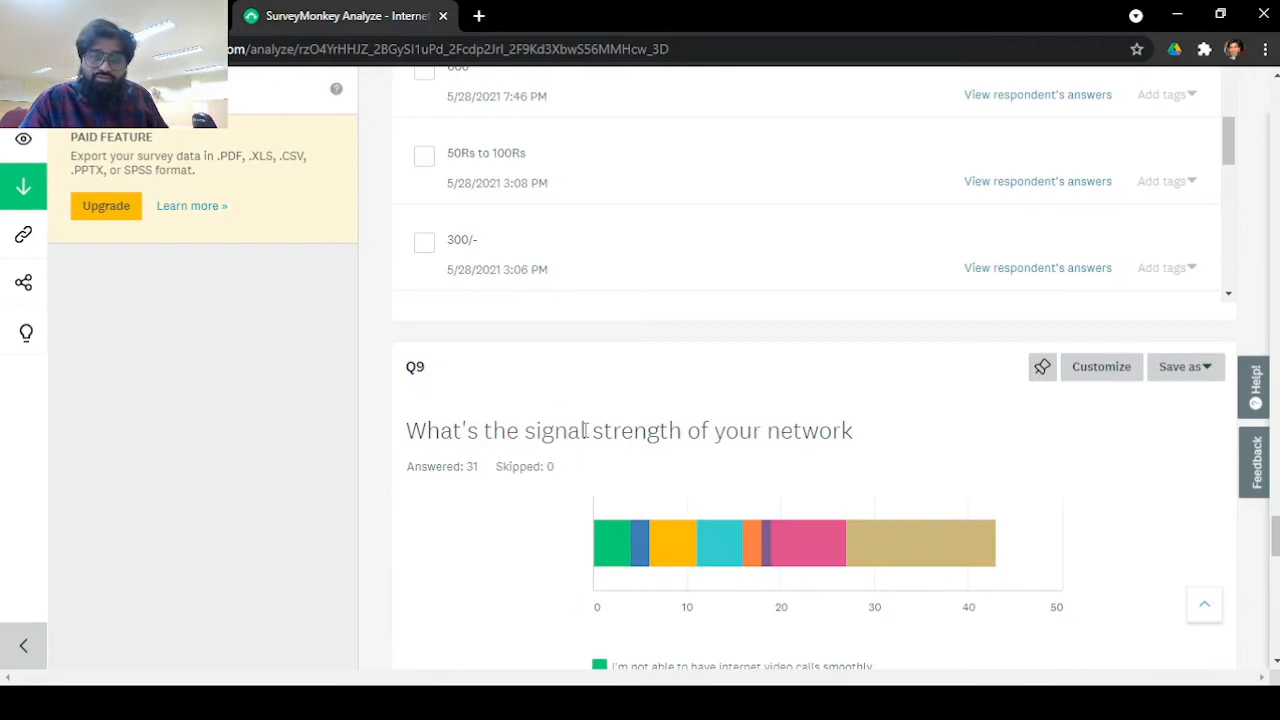 SurveyMonkey Analyze - Internet
om/analyze/rzO4YrHHJZ_2BGySI1uPd_2Fcdp2Jrl_2F9Kd3XbwS56MMHcw_3D
5/28/2021 7:46 PM
View respondent's answers
Add tags
PAID FEATURE
Export your survey data in .PDF, .XLS, .CSV,
.PPTX, or SPSS format.
Upgrade
Learn more »
50Rs to 100Rs
5/28/2021 3:08 PM
View respondent's answers
Add tags
300/-
5/28/2021 3:06 PM
View respondent's answers
Add tags
Q9
Customize
Save as
Help!
Feedback
What's the signal strength of your network
Answered: 31 Skipped: 0
0 10 20 30 40 50
I'm not able to have internet video calls smoothly